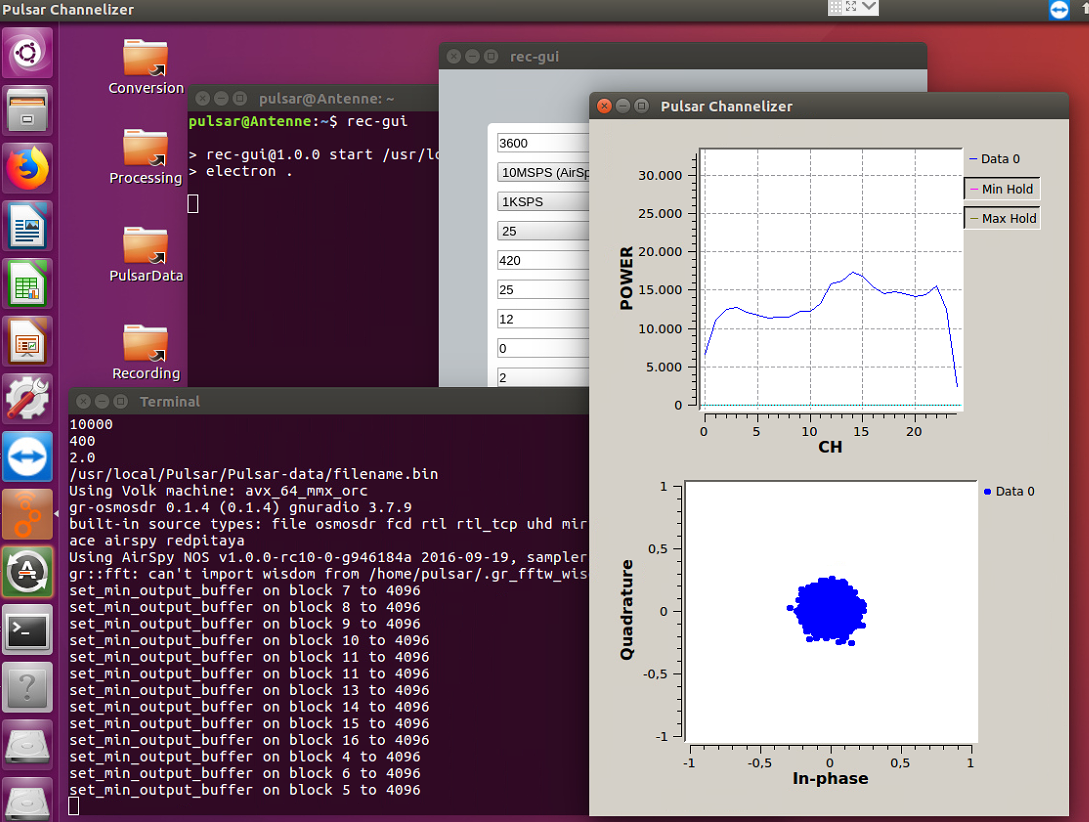 Pulsar Channelizer
Conversion
Processing
PulsarData
Recording
pulsar@Antenne: ~
pulsar@Antenne:~$ rec-gui
> rec-gui@1.0.0 start /usr/lo
> electron .
rec-gui
3600
10MSPS (AirSp
1KSPS
25
420
25
12
0
2
Terminal
10000
400
2.0
/usr/local/Pulsar/Pulsar-data/filename.bin
Using Volk machine: avx_64_mmx_orc
gr-osmosdr 0.1.4 (0.1.4) gnuradio 3.7.9
built-in source types: file osmosdr fcd rtl rtl_tcp uhd mir
ace airspy redpitaya
Using AirSpy NOS v1.0.0-rc10-0-g946184a 2016-09-19, sampler
gr::fft: can't import wisdom from /home/pulsar/.gr_fftw_wis
set_min_output_buffer on block 7 to 4096
set_min_output_buffer on block 8 to 4096
set_min_output_buffer on block 9 to 4096
set_min_output_buffer on block 10 to 4096
set_min_output_buffer on block 11 to 4096
set_min_output_buffer on block 11 to 4096
set_min_output_buffer on block 13 to 4096
set_min_output_buffer on block 14 to 4096
set_min_output_buffer on block 15 to 4096
set_min_output_buffer on block 16 to 4096
set_min_output_buffer on block 4 to 4096
set_min_output_buffer on block 6 to 4096
set_min_output_buffer on block 5 to 4096
Pulsar Channelizer
POWER
30.000
25.000
20.000
15.000
10.000
5.000
0
0 5 10 15 20
CH
Data 0
Min Hold
Max Hold
Quadrature
1
0,5
0
-0,5
-1
-1 -0,5 0 0,5 1
In-phase
Data 0